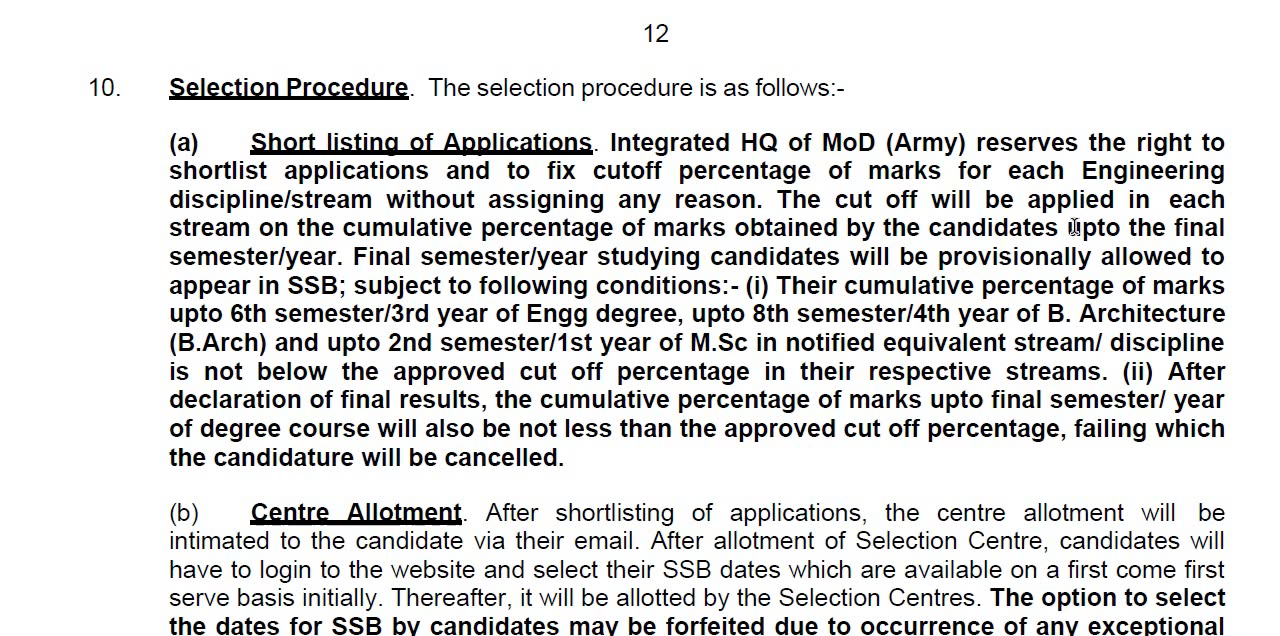 12
10. Selection Procedure. The selection procedure is as follows:-
(a) Short listing of Applications. Integrated HQ of MoD (Army) reserves the right to
shortlist applications and to fix cutoff percentage of marks for each Engineering
discipline/stream without assigning any reason. The cut off will be applied in each
stream on the cumulative percentage of marks obtained by the candidates upto the final
semester/year. Final semester/year studying candidates will be provisionally allowed to
appear in SSB; subject to following conditions:- (i) Their cumulative percentage of marks
upto 6th semester/3rd year of Engg degree, upto 8th semester/4th year of B. Architecture
(B.Arch) and upto 2nd semester/1st year of M.Sc in notified equivalent stream/ discipline
is not below the approved cut off percentage in their respective streams. (ii) After
declaration of final results, the cumulative percentage of marks upto final semester/ year
of degree course will also be not less than the approved cut off percentage, failing which
the candidature will be cancelled.
(b) Centre Allotment. After shortlisting of applications, the centre allotment will be
intimated to the candidate via their email. After allotment of Selection Centre, candidates will
have to login to the website and select their SSB dates which are available on a first come first
serve basis initially. Thereafter, it will be allotted by the Selection Centres. The option to select
the dates for SSB by candidates may be forfeited due to occurrence of any exceptional